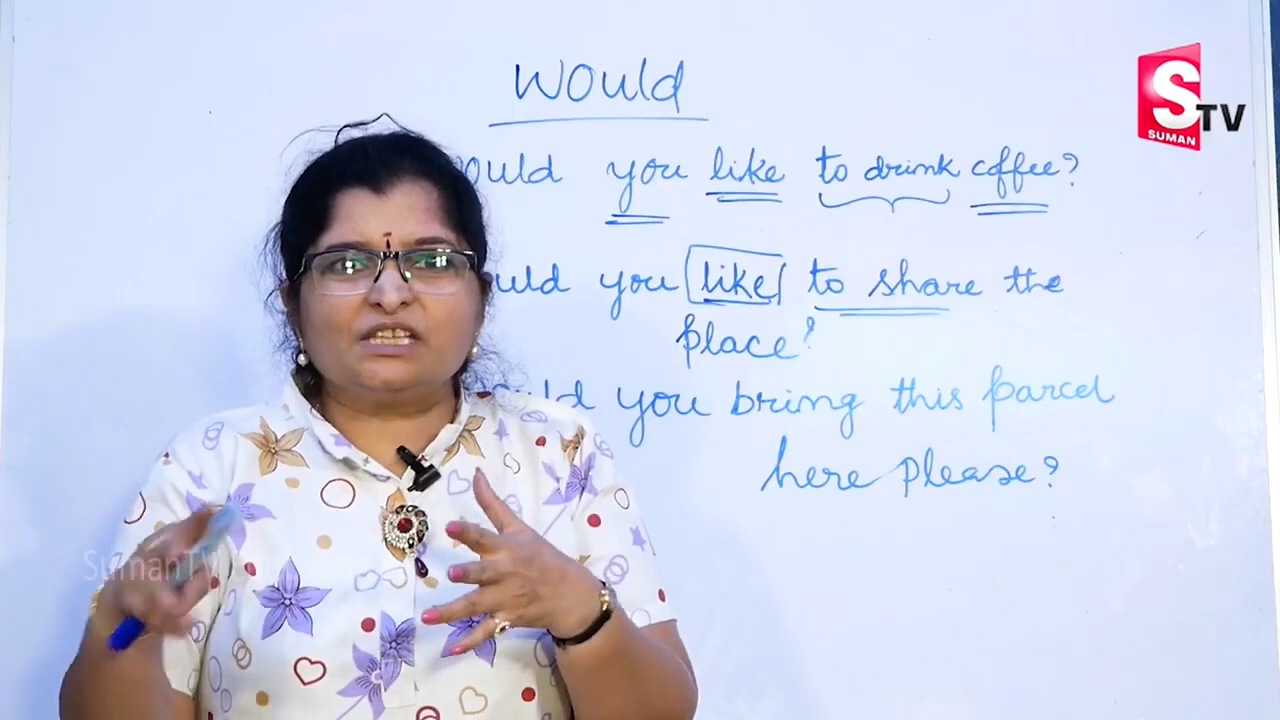 would
ould you like to drink coffee?
uld you like to share the
place?
ould you bring this parcel
here please?
S
SUMAN
TV
SumanTV